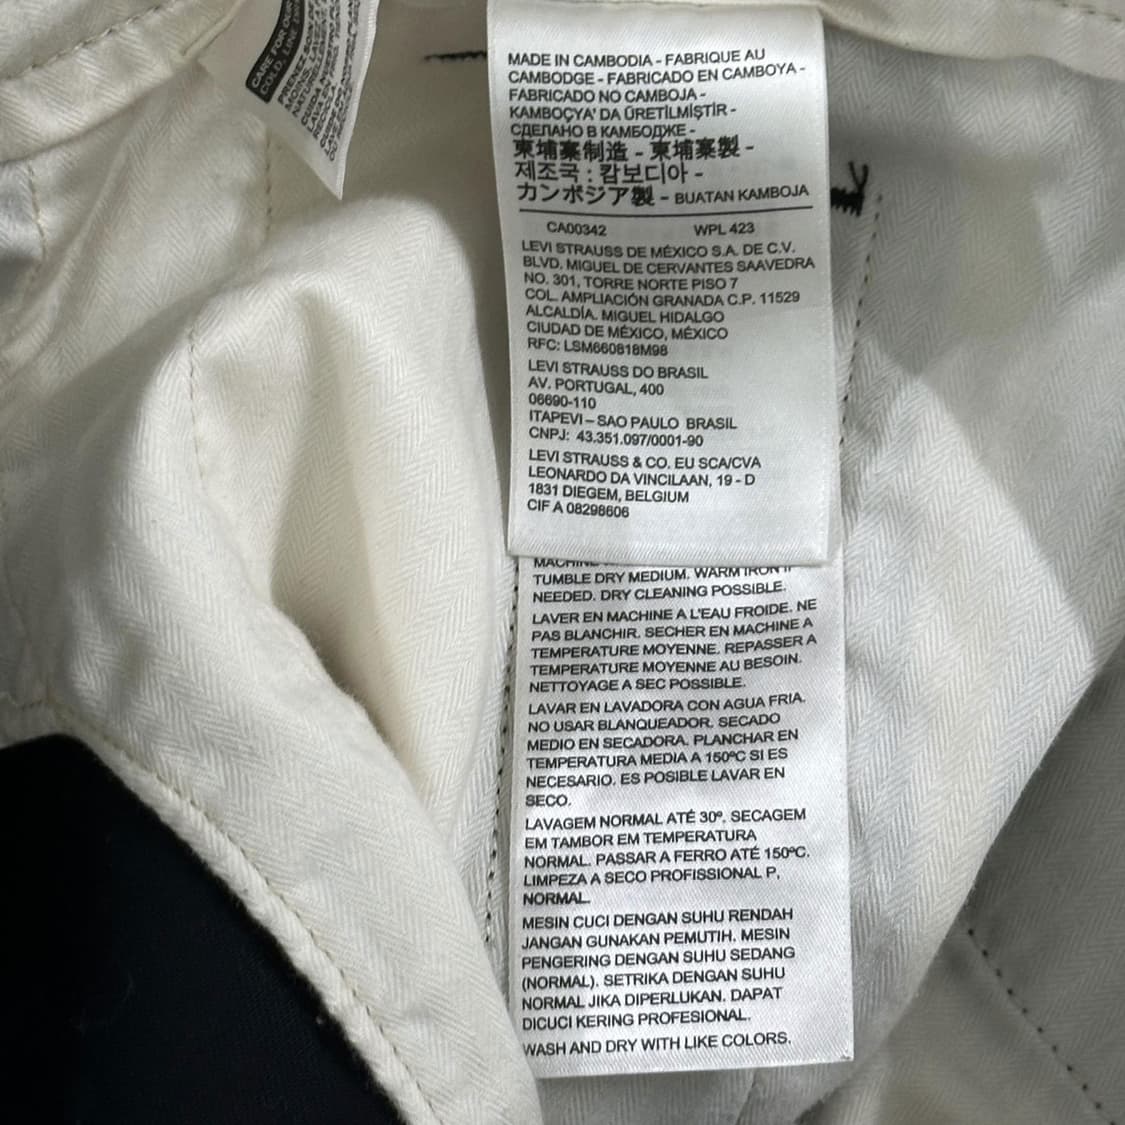 CARE FOR OUR
COLD, LINE
MADE IN CAMBODIA - FABRIQUE AU
CAMBODGE - FABRICADO EN CAMBOYA -
FABRICADO NO CAMBOJA -
KAMBOÇYA' DA ÜRETİLMİŞTİR -
СДЕЛАНО В КАМБОДЖЕ -
柬埔寨制造 - 柬埔寨製 -
제조국 : 캄보디아 -
カンボジア製 - BUATAN KAMBOJA
CA00342 WPL 423
LEVI STRAUSS DE MÉXICO S.A. DE C.V.
BLVD. MIGUEL DE CERVANTES SAAVEDRA
NO. 301, TORRE NORTE PISO 7
COL. AMPLIACIÓN GRANADA C.P. 11529
ALCALDÍA. MIGUEL HIDALGO
CIUDAD DE MÉXICO, MÉXICO
RFC: LSM660818M98
LEVI STRAUSS DO BRASIL
AV. PORTUGAL, 400
06690-110
ITAPEVI – SAO PAULO BRASIL
CNPJ: 43.351.097/0001-90
LEVI STRAUSS & CO. EU SCA/CVA
LEONARDO DA VINCILAAN, 19 - D
1831 DIEGEM, BELGIUM
CIF A 08298606
MACHINE
TUMBLE DRY MEDIUM. WARM IRON IF
NEEDED. DRY CLEANING POSSIBLE.
LAVER EN MACHINE A L'EAU FROIDE. NE
PAS BLANCHIR. SECHER EN MACHINE A
TEMPERATURE MOYENNE. REPASSER A
TEMPERATURE MOYENNE AU BESOIN.
NETTOYAGE A SEC POSSIBLE.
LAVAR EN LAVADORA CON AGUA FRIA.
NO USAR BLANQUEADOR. SECADO
MEDIO EN SECADORA. PLANCHAR EN
TEMPERATURA MEDIA A 150ºC SI ES
NECESARIO. ES POSIBLE LAVAR EN
SECO.
LAVAGEM NORMAL ATÉ 30º. SECAGEM
EM TAMBOR EM TEMPERATURA
NORMAL. PASSAR A FERRO ATÉ 150ºC.
LIMPEZA A SECO PROFISSIONAL P,
NORMAL.
MESIN CUCI DENGAN SUHU RENDAH
JANGAN GUNAKAN PEMUTIH. MESIN
PENGERING DENGAN SUHU SEDANG
(NORMAL). SETRIKA DENGAN SUHU
NORMAL JIKA DIPERLUKAN. DAPAT
DICUCI KERING PROFESIONAL.
WASH AND DRY WITH LIKE COLORS.